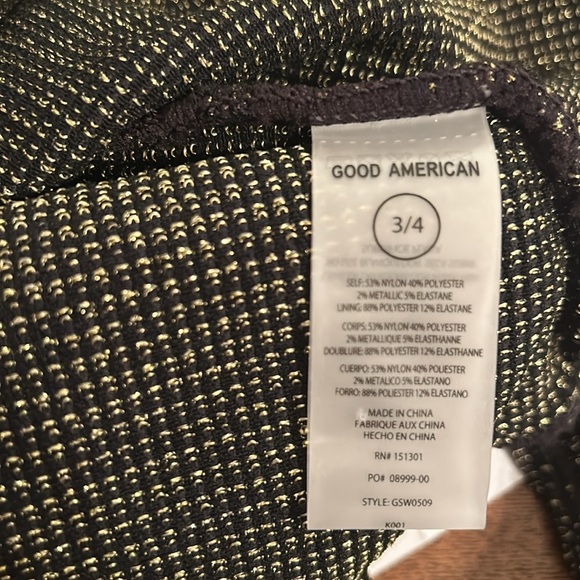 GOOD AMERICAN
3/4
SELF: 53% NYLON 40% POLYESTER
2% METALLIC 5% ELASTANE
LINING: 88% POLYESTER 12% ELASTANE
CORPS: 53% NYLON 40% POLYESTER
2% METALLIQUE 5% ELASTHANNE
DOUBLURE: 88% POLYESTER 12% ELASTHANNE
CUERPO: 53% NYLON 40% POLIESTER
2% METALICO 5% ELASTANO
FORRO: 88% POLIESTER 12% ELASTANO
MADE IN CHINA
FABRIQUE AUX CHINA
HECHO EN CHINA
RN# 151301
PO# 08999-00
STYLE: GSW0509
K001